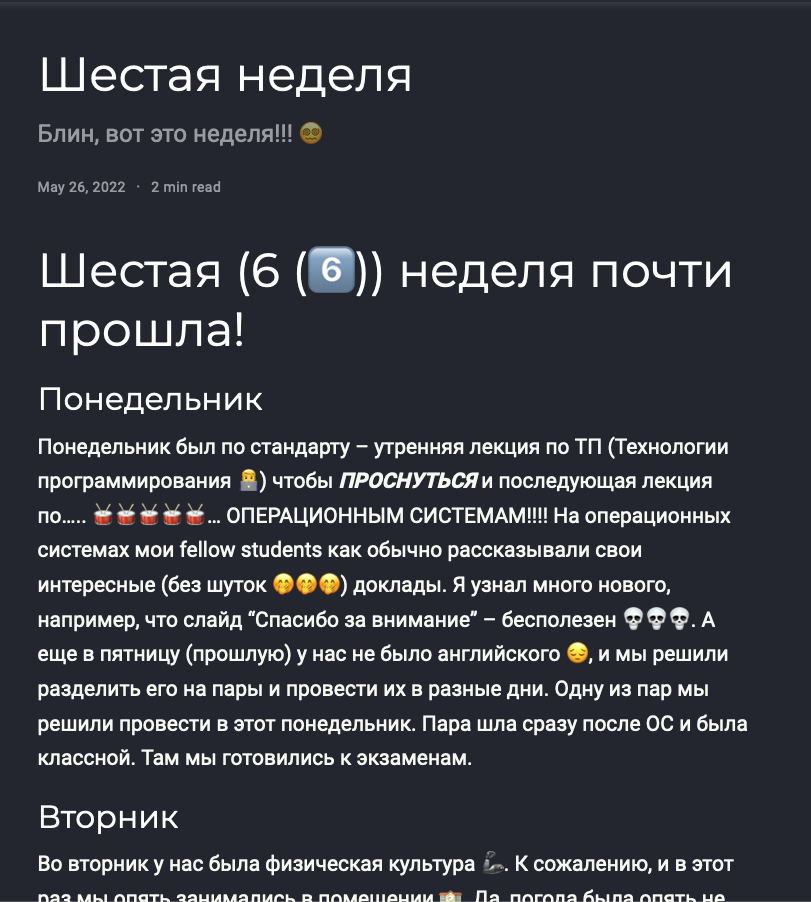 Шестая неделя
Блин, вот это неделя!!! 😵‍💫
May 26, 2022 · 2 min read
Шестая (6 (6️⃣)) неделя почти
прошла!
Понедельник
Понедельник был по стандарту – утренняя лекция по ТП (Технологии
программирования 👨‍💻) чтобы ПРОСНУТЬСЯ и последующая лекция
по….. 🥁🥁🥁🥁🥁… ОПЕРАЦИОННЫМ СИСТЕМАМ!!!! На операционных
системах мои fellow students как обычно рассказывали свои
интересные (без шуток 🤭🤭🤭) доклады. Я узнал много нового,
например, что слайд “Спасибо за внимание” – бесполезен 💀💀💀. А
еще в пятницу (прошлую) у нас не было английского 😔, и мы решили
разделить его на пары и провести их в разные дни. Одну из пар мы
решили провести в этот понедельник. Пара шла сразу после ОС и была
классной. Там мы готовились к экзаменам.
Вторник
Во вторник у нас была физическая культура 🦾. К сожалению, и в этот
раз мы опять занимались в помещении 🏫. Да, погода была опять не